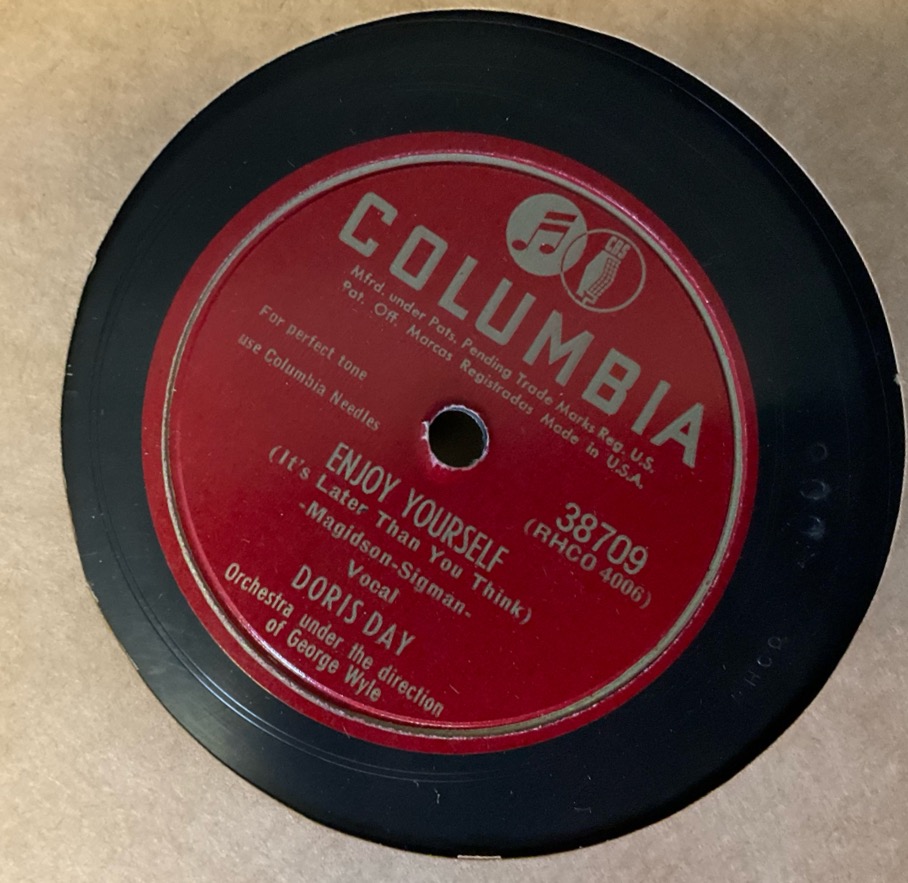 CBS
COLUMBIA
Mfrd. under Pats. Pending Trade Marks Reg. U.S.
Pat. Off. Marcas Registradas Made in U.S.A.
For perfect tone
use Columbia Needles
38709
(RHCO 4006)
ENJOY YOURSELF
(It's Later Than You Think)
-Magidson-Sigman-
Vocal
DORIS DAY
Orchestra under the direction
of George Wyle